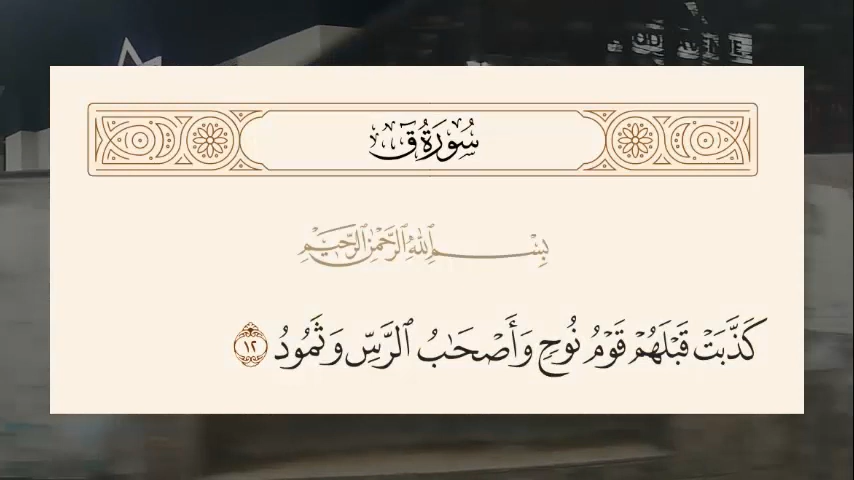 سُورَةُ قٓ
بِسْمِ ٱللَّهِ ٱلرَّحْمَٰنِ ٱلرَّحِيمِ
كَذَّبَتْ قَبْلَهُمْ قَوْمُ نُوحٍ وَأَصْحَٰبُ ٱلرَّسِّ وَثَمُودُ ١٢